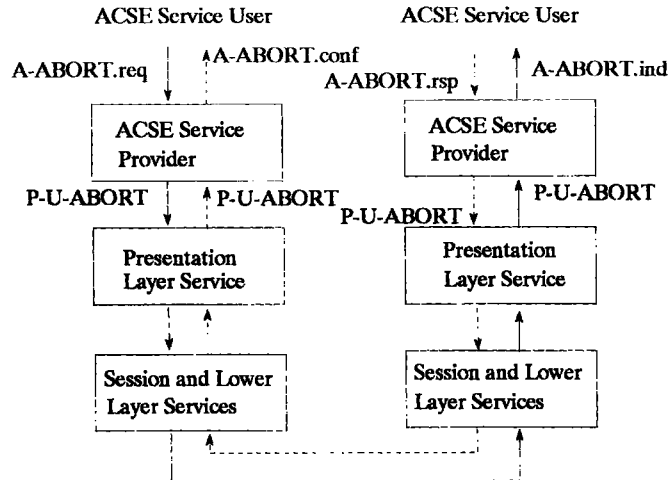 ACSE Service User
ACSE Service User
A-ABORT.req
A-ABORT.conf
A-ABORT.rsp
A-ABORT.ind
ACSE Service
Provider
ACSE Service
Provider
P-U-ABORT
P-U-ABORT
P-U-ABORT
P-U-ABORT
Presentation
Layer Service
Presentation
Layer Service
Session and Lower
Layer Services
Session and Lower
Layer Services